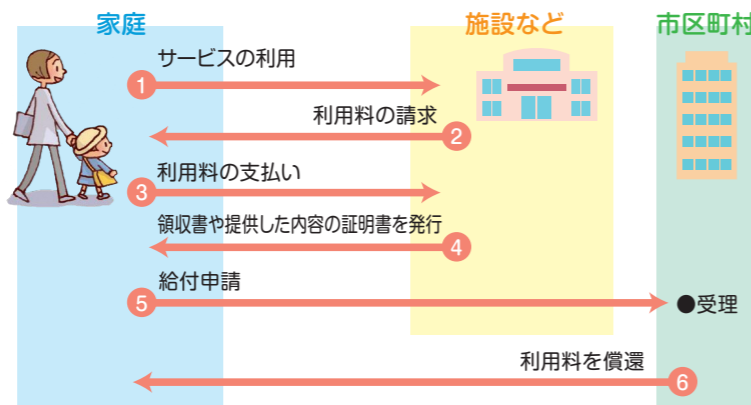 家庭
施設など
市区町村
サービスの利用
1
利用料の請求
2
利用料の支払い
3
領収書や提供した内容の証明書を発行
4
給付申請
5
●受理
利用料を償還
6